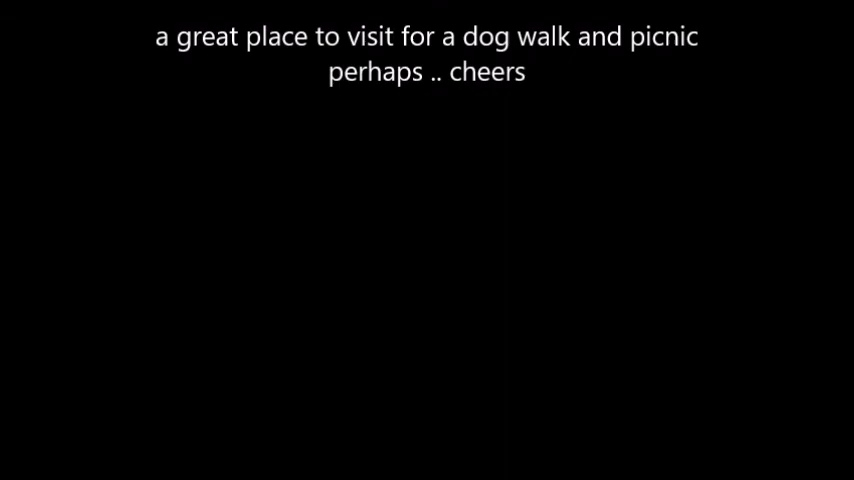 a great place to visit for a dog walk and picnic
perhaps .. cheers